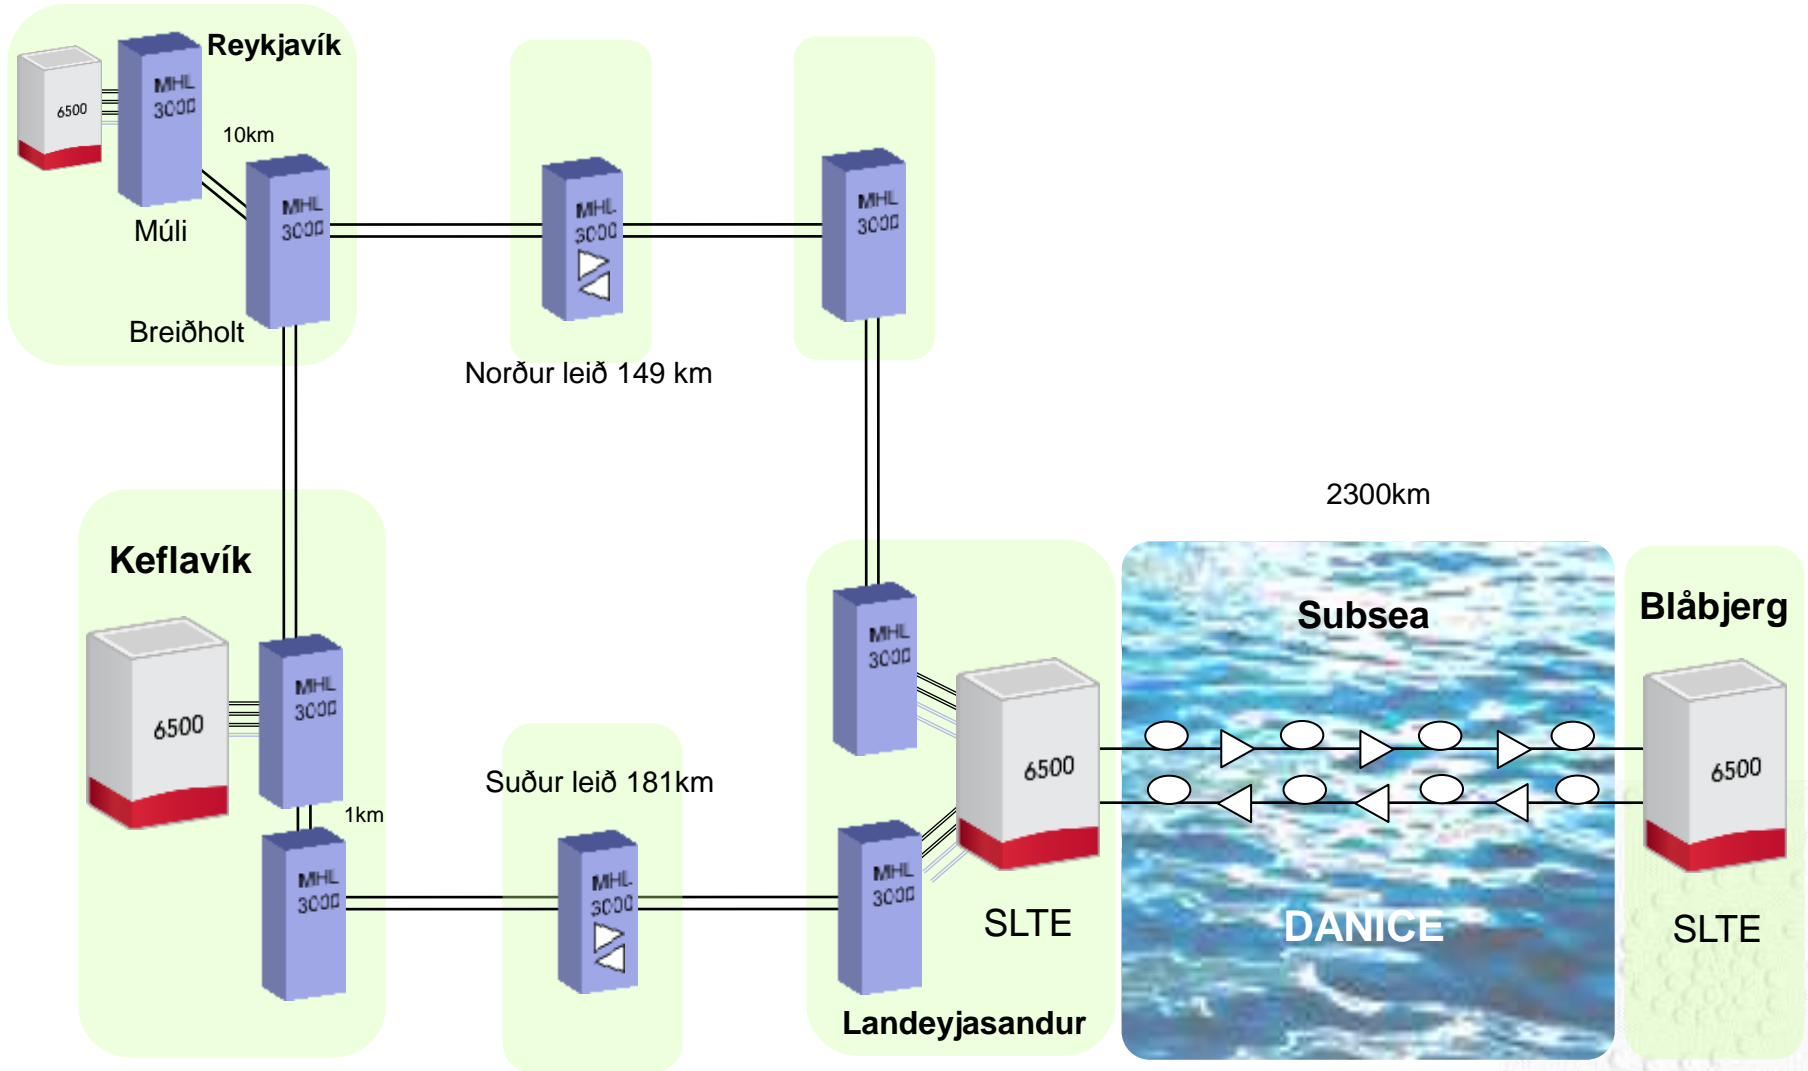 Reykjavík
MHL
3000
6500
10km
Múli
MHL
3000
Breiðholt
MHL
3000
MHL
3000
Norður leið 149 km
2300km
Keflavík
6500
MHL
3000
1km
MHL
3000
Suður leið 181km
MHL
3000
MHL
3000
MHL
3000
6500
SLTE
Landeyjasandur
Subsea
DANICE
Blåbjerg
6500
SLTE